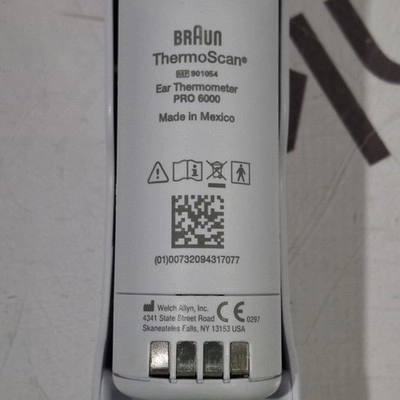 BRAUN
ThermoScan®
REF 901054
Ear Thermometer
PRO 6000
Made in Mexico
(01)00732094317077
Welch Allyn, Inc.
4341 State Street Road
Skaneateles Falls, NY 13153 USA
CE 0297